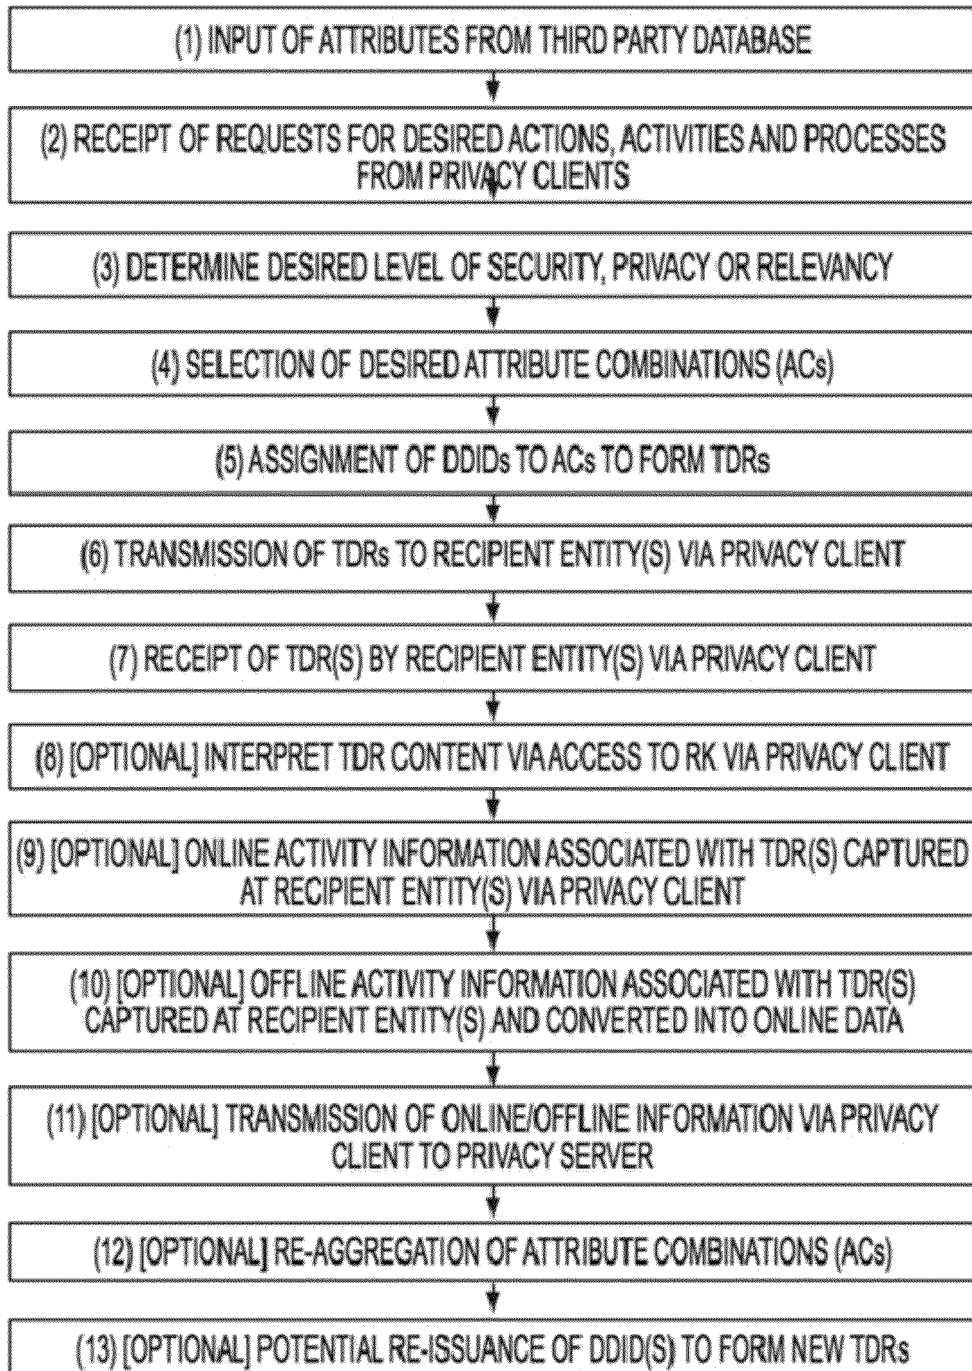 (1) INPUT OF ATTRIBUTES FROM THIRD PARTY DATABASE
(2) RECEIPT OF REQUESTS FOR DESIRED ACTIONS, ACTIVITIES AND PROCESSES
FROM PRIVACY CLIENTS
(3) DETERMINE DESIRED LEVEL OF SECURITY, PRIVACY OR RELEVANCY
(4) SELECTION OF DESIRED ATTRIBUTE COMBINATIONS (ACs)
(5) ASSIGNMENT OF DDIDs TO ACs TO FORM TDRs
(6) TRANSMISSION OF TDRs TO RECIPIENT ENTITY(S) VIA PRIVACY CLIENT
(7) RECEIPT OF TDR(S) BY RECIPIENT ENTITY(S) VIA PRIVACY CLIENT
(8) [OPTIONAL] INTERPRET TDR CONTENT VIA ACCESS TO RK VIA PRIVACY CLIENT
(9) [OPTIONAL] ONLINE ACTIVITY INFORMATION ASSOCIATED WITH TDR(S) CAPTURED
AT RECIPIENT ENTITY(S) VIA PRIVACY CLIENT
(10) [OPTIONAL] OFFLINE ACTIVITY INFORMATION ASSOCIATED WITH TDR(S)
CAPTURED AT RECIPIENT ENTITY(S) AND CONVERTED INTO ONLINE DATA
(11) [OPTIONAL] TRANSMISSION OF ONLINE/OFFLINE INFORMATION VIA PRIVACY
CLIENT TO PRIVACY SERVER
(12) [OPTIONAL] RE-AGGREGATION OF ATTRIBUTE COMBINATIONS (ACs)
(13) [OPTIONAL] POTENTIAL RE-ISSUANCE OF DDID(S) TO FORM NEW TDRs